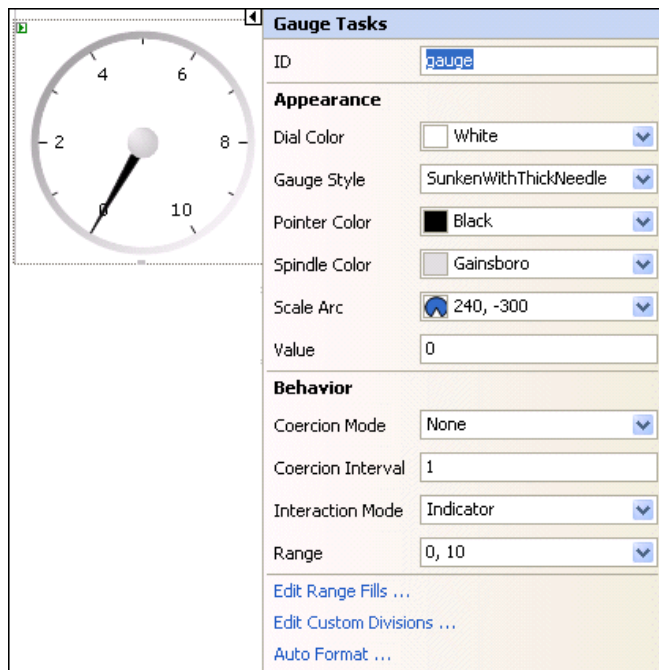 4 6
2 8
0 10
Gauge Tasks
ID gauge
Appearance
Dial Color White
Gauge Style SunkenWithThickNeedle
Pointer Color Black
Spindle Color Gainsboro
Scale Arc 240, -300
Value 0
Behavior
Coercion Mode None
Coercion Interval 1
Interaction Mode Indicator
Range 0, 10
Edit Range Fills ...
Edit Custom Divisions ...
Auto Format ...